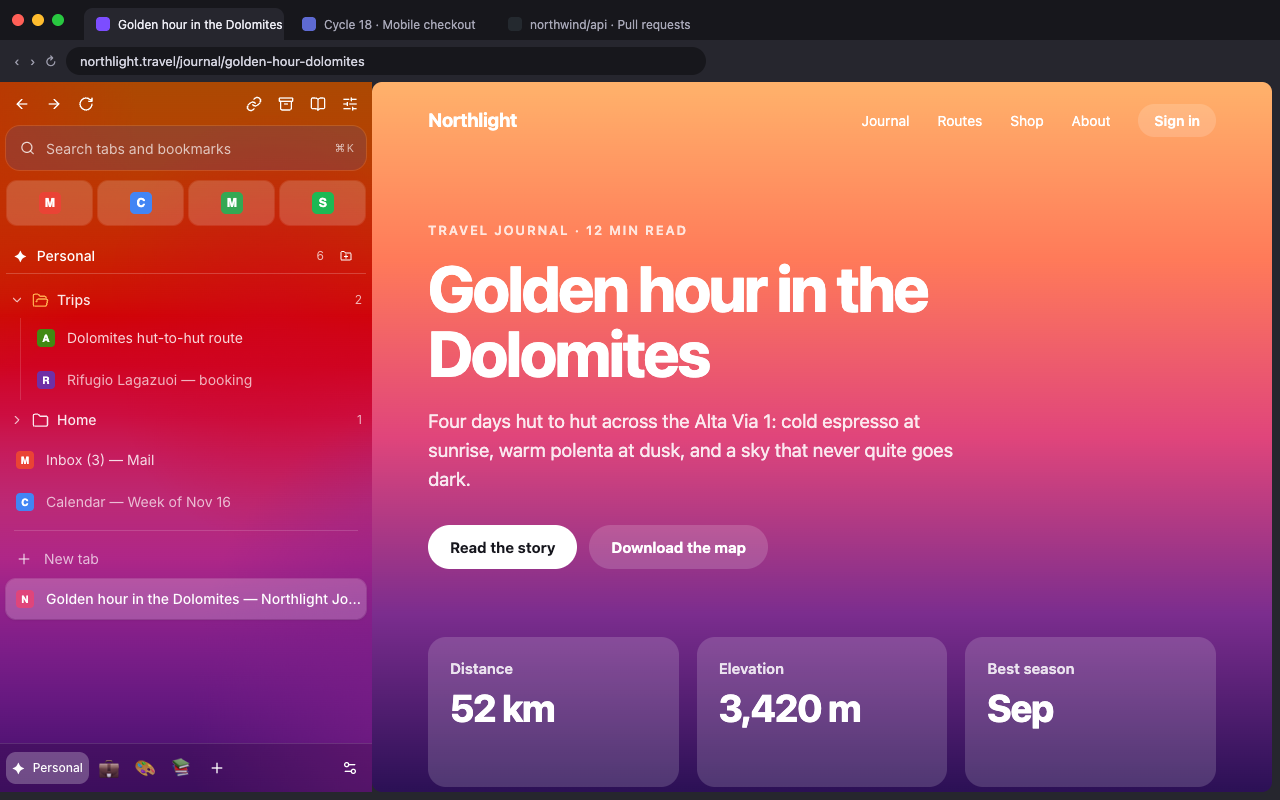 Golden hour in the Dolomites
Cycle 18 · Mobile checkout
northwind/api · Pull requests
northlight.travel/journal/golden-hour-dolomites
Search tabs and bookmarks ⌘K
M C M S
Personal 6
Trips 2
A Dolomites hut-to-hut route
R Rifugio Lagazuoi — booking
Home 1
M Inbox (3) — Mail
C Calendar — Week of Nov 16
New tab
N Golden hour in the Dolomites — Northlight Jo…
Personal
Northlight
Journal Routes Shop About Sign in
TRAVEL JOURNAL · 12 MIN READ
Golden hour in the
Dolomites
Four days hut to hut across the Alta Via 1: cold espresso at
sunrise, warm polenta at dusk, and a sky that never quite goes
dark.
Read the story Download the map
Distance
52 km
Elevation
3,420 m
Best season
Sep